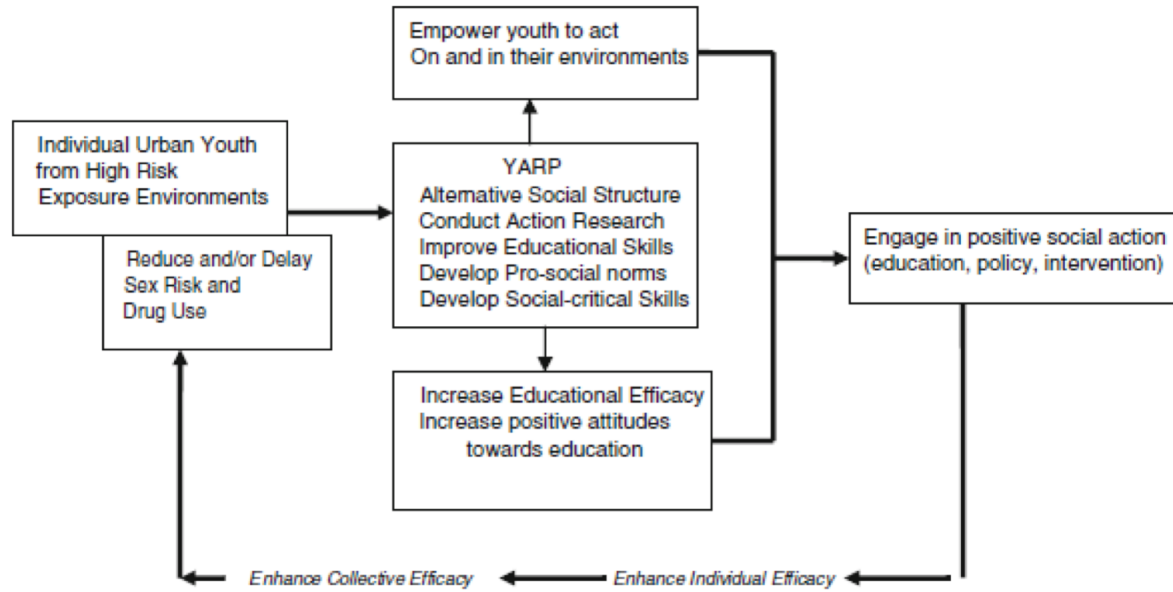 Empower youth to act
On and in their environments
Individual Urban Youth
from High Risk
Exposure Environments
YARP
Alternative Social Structure
Conduct Action Research
Improve Educational Skills
Develop Pro-social norms
Develop Social-critical Skills
Engage in positive social action
(education, policy, intervention)
Reduce and/or Delay
Sex Risk and
Drug Use
Increase Educational Efficacy
Increase positive attitudes
towards education
Enhance Collective Efficacy
Enhance Individual Efficacy